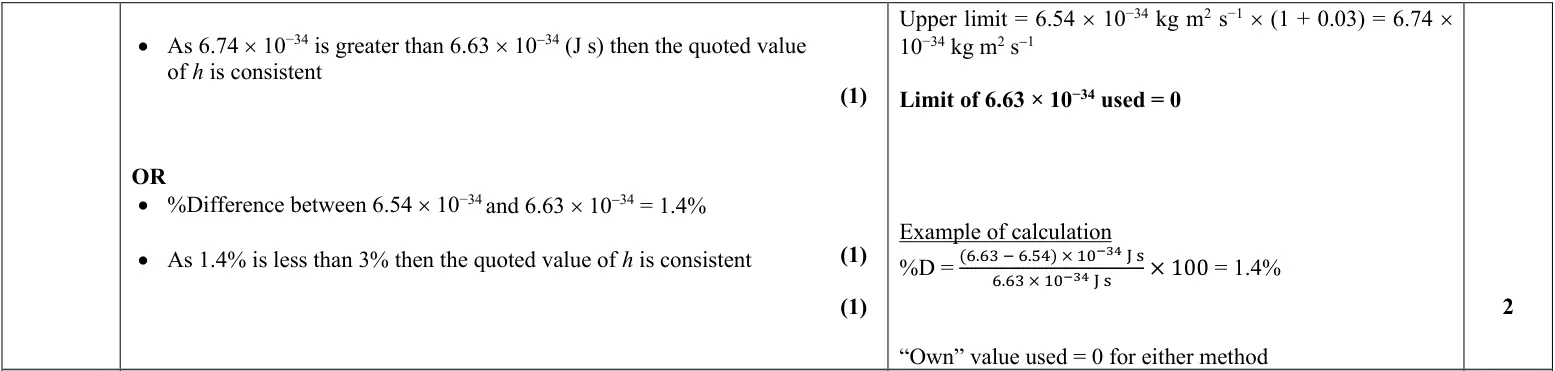 • As 6.74 × 10⁻³⁴ is greater than 6.63 × 10⁻³⁴ (J s) then the quoted value
of h is consistent
(1)
OR
• %Difference between 6.54 × 10⁻³⁴ and 6.63 × 10⁻³⁴ = 1.4%
• As 1.4% is less than 3% then the quoted value of h is consistent
(1)
(1)
Upper limit = 6.54 × 10⁻³⁴ kg m² s⁻¹ × (1 + 0.03) = 6.74 ×
10⁻³⁴ kg m² s⁻¹
Limit of 6.63 × 10⁻³⁴ used = 0
Example of calculation
%D = (6.63 − 6.54) × 10⁻³⁴ J s / 6.63 × 10⁻³⁴ J s × 100 = 1.4%
“Own” value used = 0 for either method
2